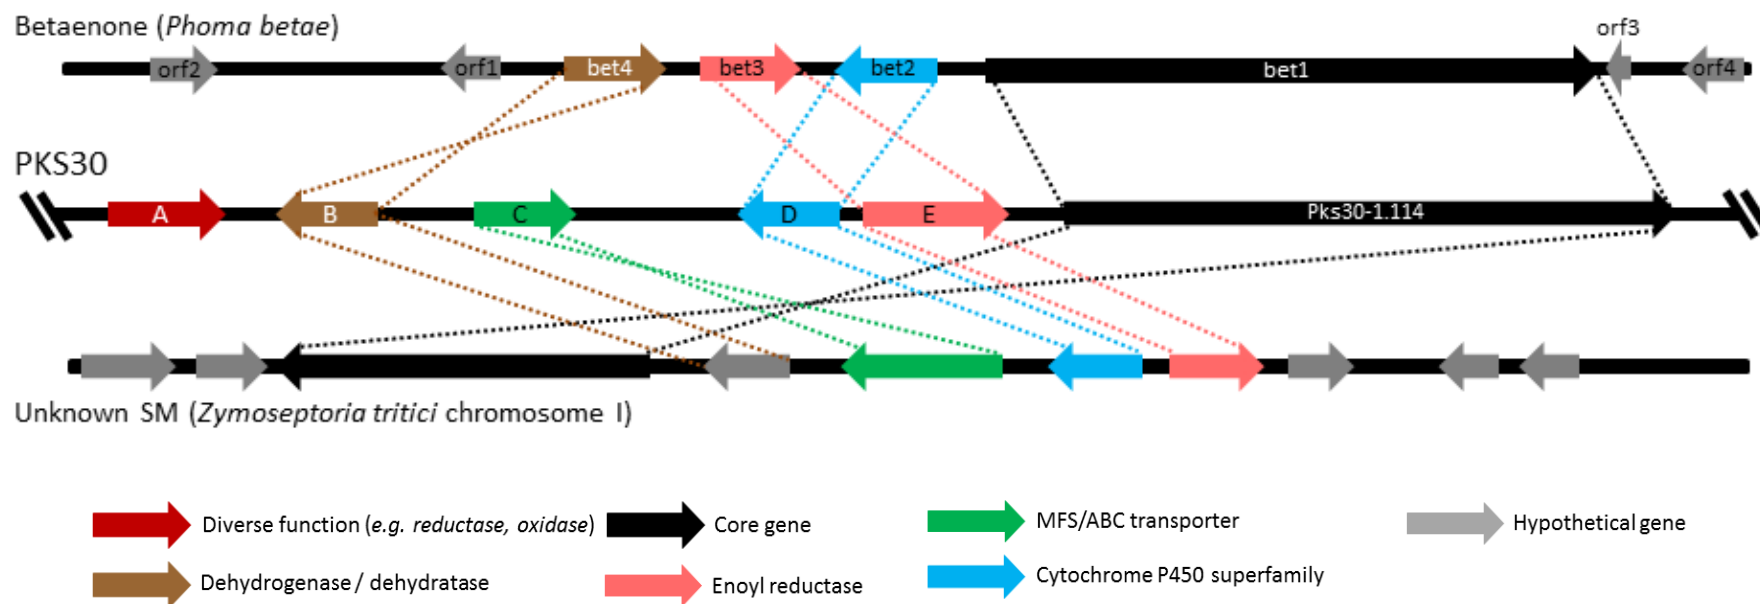 Betaenone (Phoma betae)
orf3
orf2
orf1
bet4
bet3
bet2
bet1
orf4
PKS30
A
B
C
D
E
Pks30-1.114
Unknown SM (Zymoseptoria tritici chromosome I)
Diverse function (e.g. reductase, oxidase)
Core gene
MFS/ABC transporter
Hypothetical gene
Dehydrogenase / dehydratase
Enoyl reductase
Cytochrome P450 superfamily